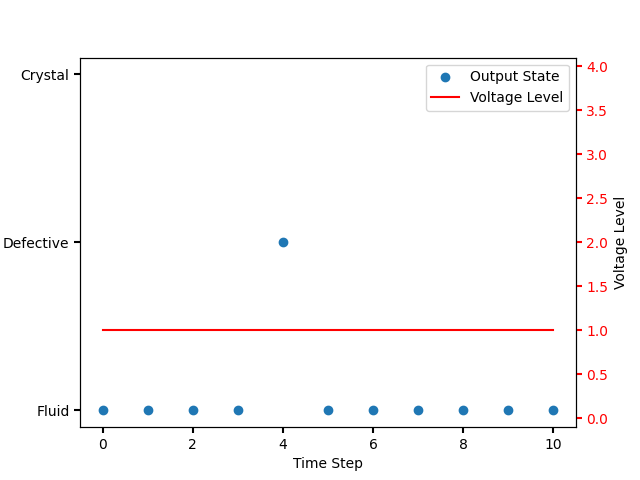 Crystal
Defective
Fluid
Output State
Voltage Level
4.0
3.5
3.0
2.5
2.0
1.5
1.0
0.5
0.0
Voltage Level
0 2 4 6 8 10
Time Step